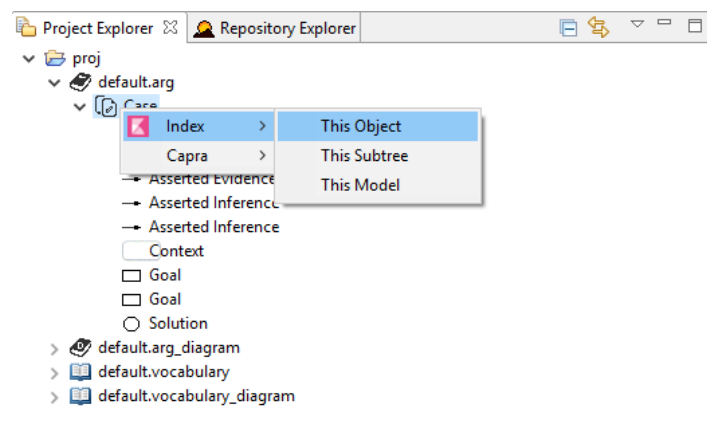 Project Explorer Repository Explorer
proj
default.arg
Case
Index This Object
Capra This Subtree
This Model
Asserted Evidence
Asserted Inference
Asserted Inference
Context
Goal
Goal
Solution
default.arg_diagram
default.vocabulary
default.vocabulary_diagram